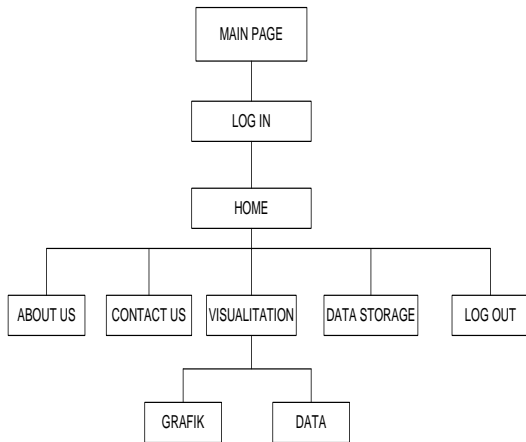 MAIN PAGE
LOG IN
HOME
ABOUT US
CONTACT US
VISUALITATION
DATA STORAGE
LOG OUT
GRAFIK
DATA